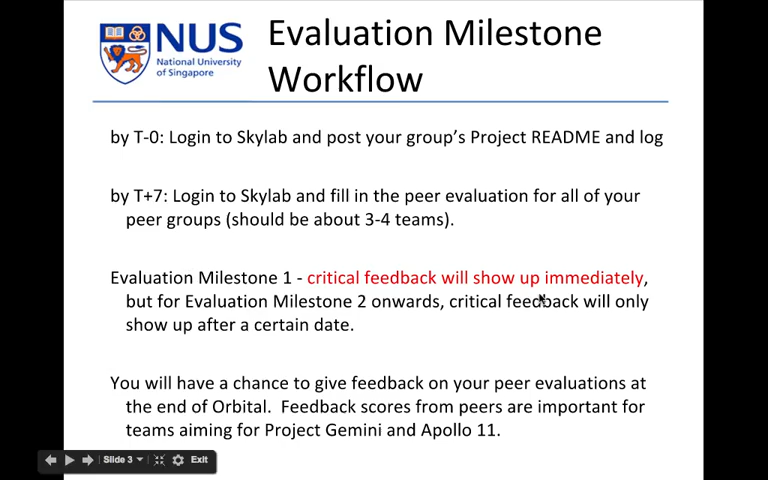 NUS
National University
of Singapore
Evaluation Milestone
Workflow
by T-0: Login to Skylab and post your group's Project README and log
by T+7: Login to Skylab and fill in the peer evaluation for all of your
peer groups (should be about 3-4 teams).
Evaluation Milestone 1 - critical feedback will show up immediately,
but for Evaluation Milestone 2 onwards, critical feedback will only
show up after a certain date.
You will have a chance to give feedback on your peer evaluations at
the end of Orbital. Feedback scores from peers are important for
teams aiming for Project Gemini and Apollo 11.
Slide 3 Exit